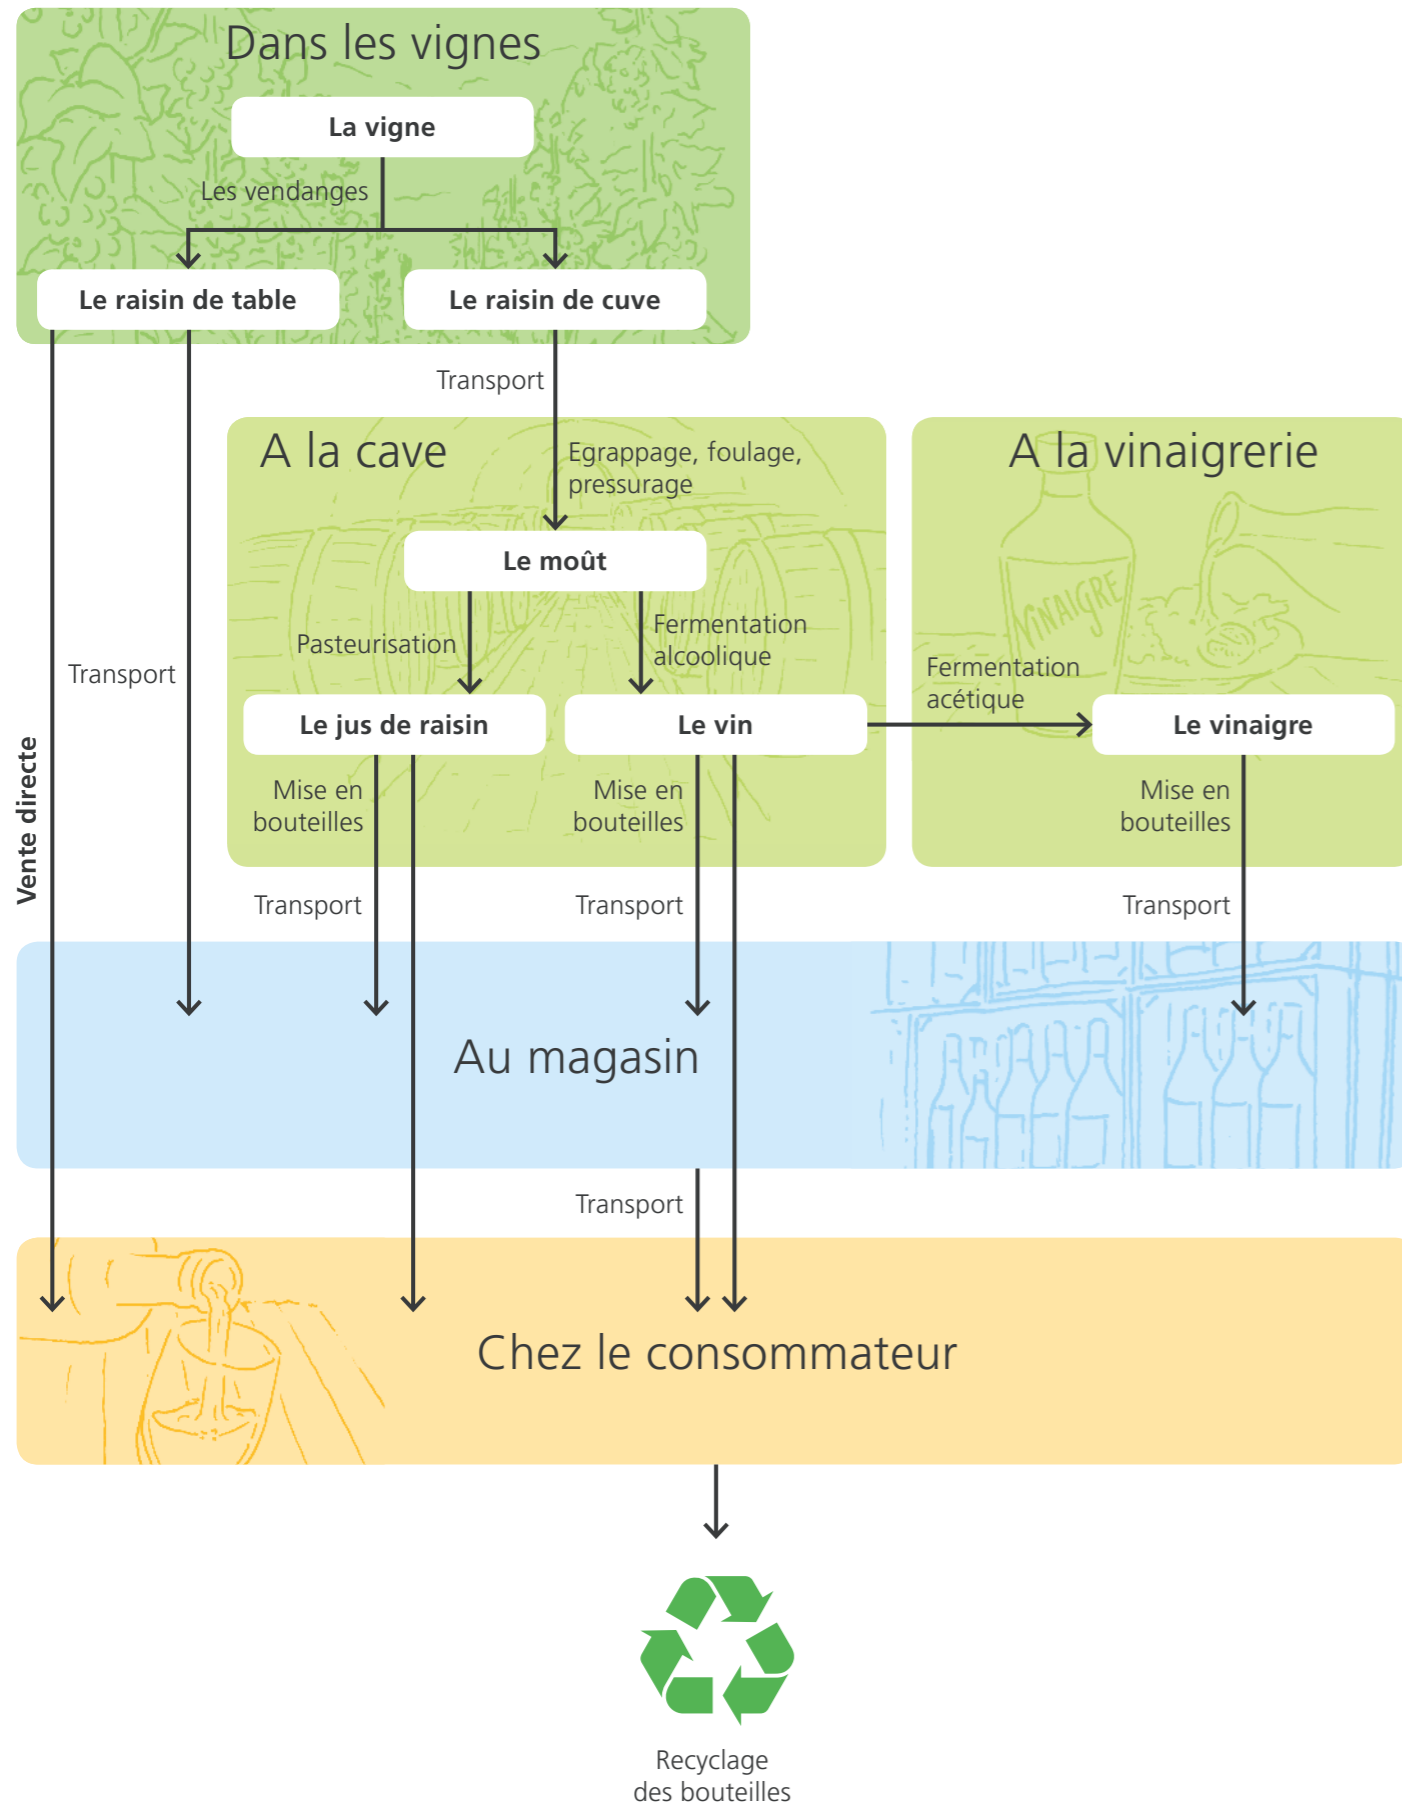 Dans les vignes
La vigne
Les vendanges
Le raisin de table
Le raisin de cuve
Transport
A la cave
Egrappage, foulage,
pressurage
A la vinaigrerie
VINAIGRE
Le moût
Pasteurisation
Fermentation
alcoolique
Transport
Fermentation
acétique
Le jus de raisin
Le vin
Le vinaigre
Vente directe
Mise en
bouteilles
Mise en
bouteilles
Mise en
bouteilles
Transport
Transport
Transport
Au magasin
Transport
Chez le consommateur
Recyclage
des bouteilles